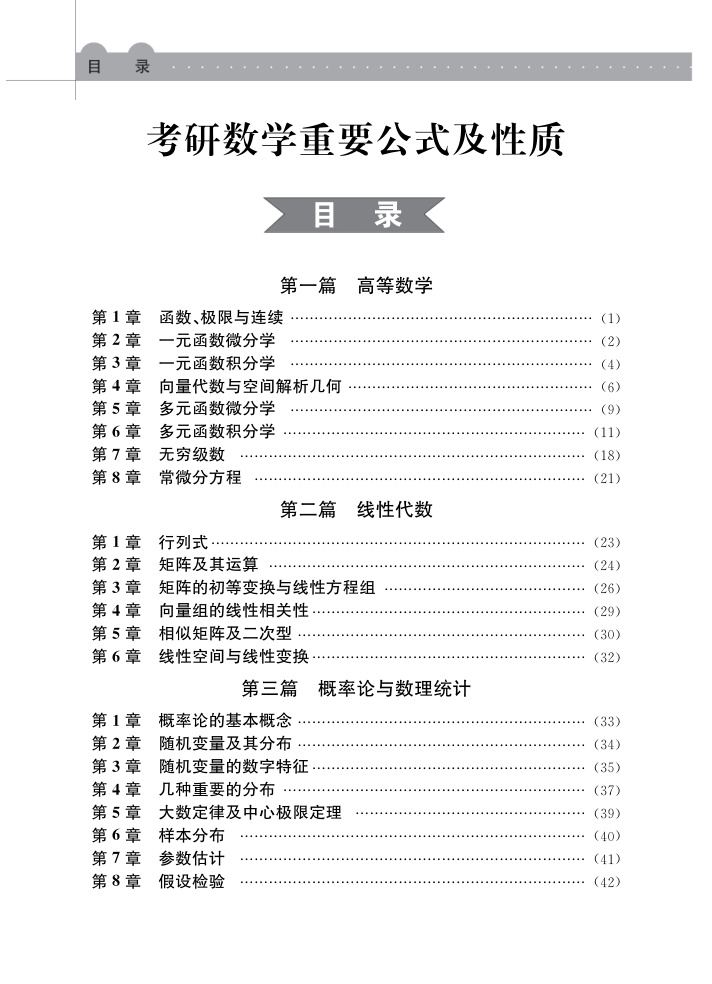 目 录
考研数学重要公式及性质
目 录
第一篇 高等数学
第1章 函数、极限与连续 ……………………………………………………… (1)
第2章 一元函数微分学 ……………………………………………………… (2)
第3章 一元函数积分学 ……………………………………………………… (4)
第4章 向量代数与空间解析几何 …………………………………………… (6)
第5章 多元函数微分学 ……………………………………………………… (9)
第6章 多元函数积分学 ……………………………………………………… (11)
第7章 无穷级数 ……………………………………………………………… (18)
第8章 常微分方程 …………………………………………………………… (21)
第二篇 线性代数
第1章 行列式 ………………………………………………………………… (23)
第2章 矩阵及其运算 ………………………………………………………… (24)
第3章 矩阵的初等变换与线性方程组 ……………………………………… (26)
第4章 向量组的线性相关性 ………………………………………………… (29)
第5章 相似矩阵及二次型 …………………………………………………… (30)
第6章 线性空间与线性变换 ………………………………………………… (32)
第三篇 概率论与数理统计
第1章 概率论的基本概念 …………………………………………………… (33)
第2章 随机变量及其分布 …………………………………………………… (34)
第3章 随机变量的数字特征 ………………………………………………… (35)
第4章 几种重要的分布 ……………………………………………………… (37)
第5章 大数定律及中心极限定理 …………………………………………… (39)
第6章 样本分布 ……………………………………………………………… (40)
第7章 参数估计 ……………………………………………………………… (41)
第8章 假设检验 ……………………………………………………………… (42)